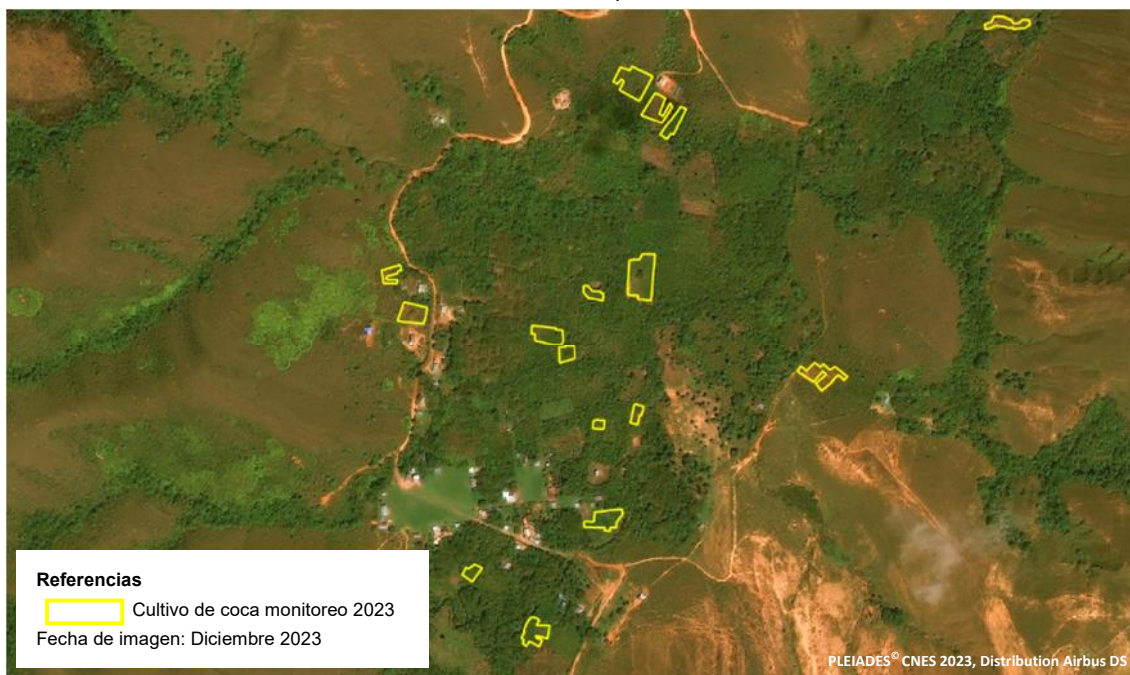 Referencias
Cultivo de coca monitoreo 2023
Fecha de imagen: Diciembre 2023
PLEIADES© CNES 2023, Distribution Airbus DS